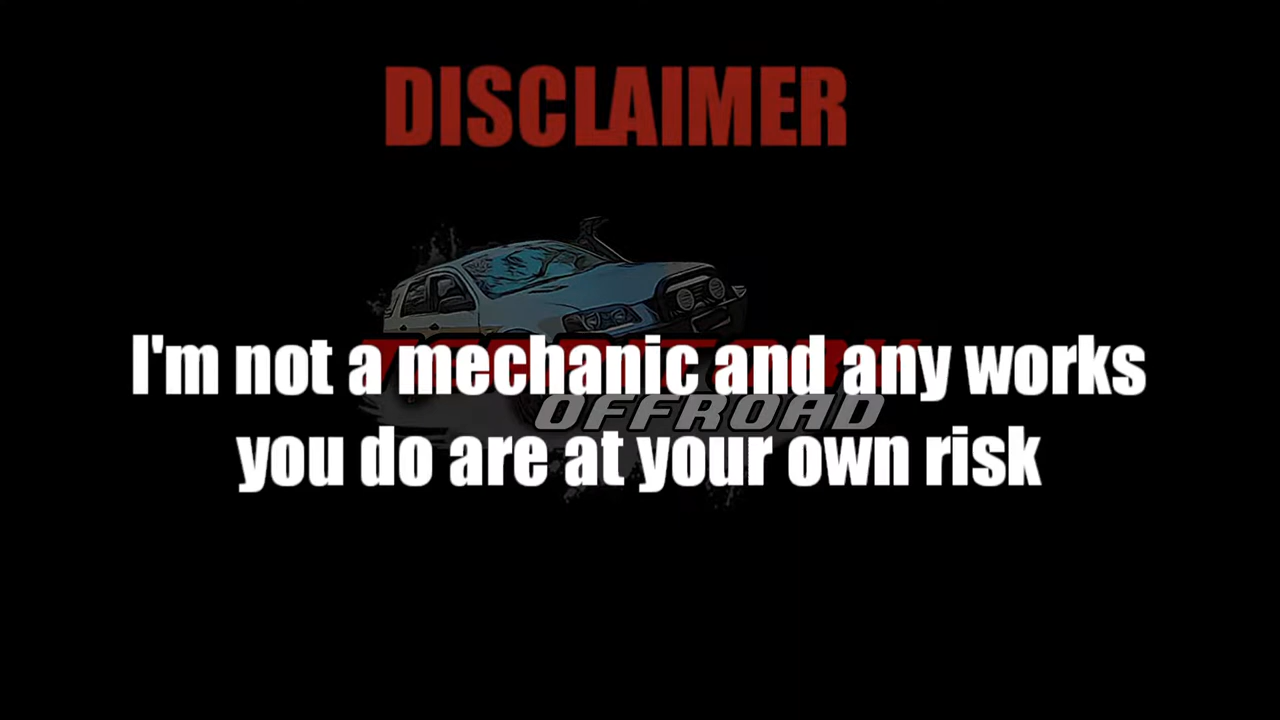 DISCLAIMER
I'm not a mechanic and any works
OFFROAD
you do are at your own risk